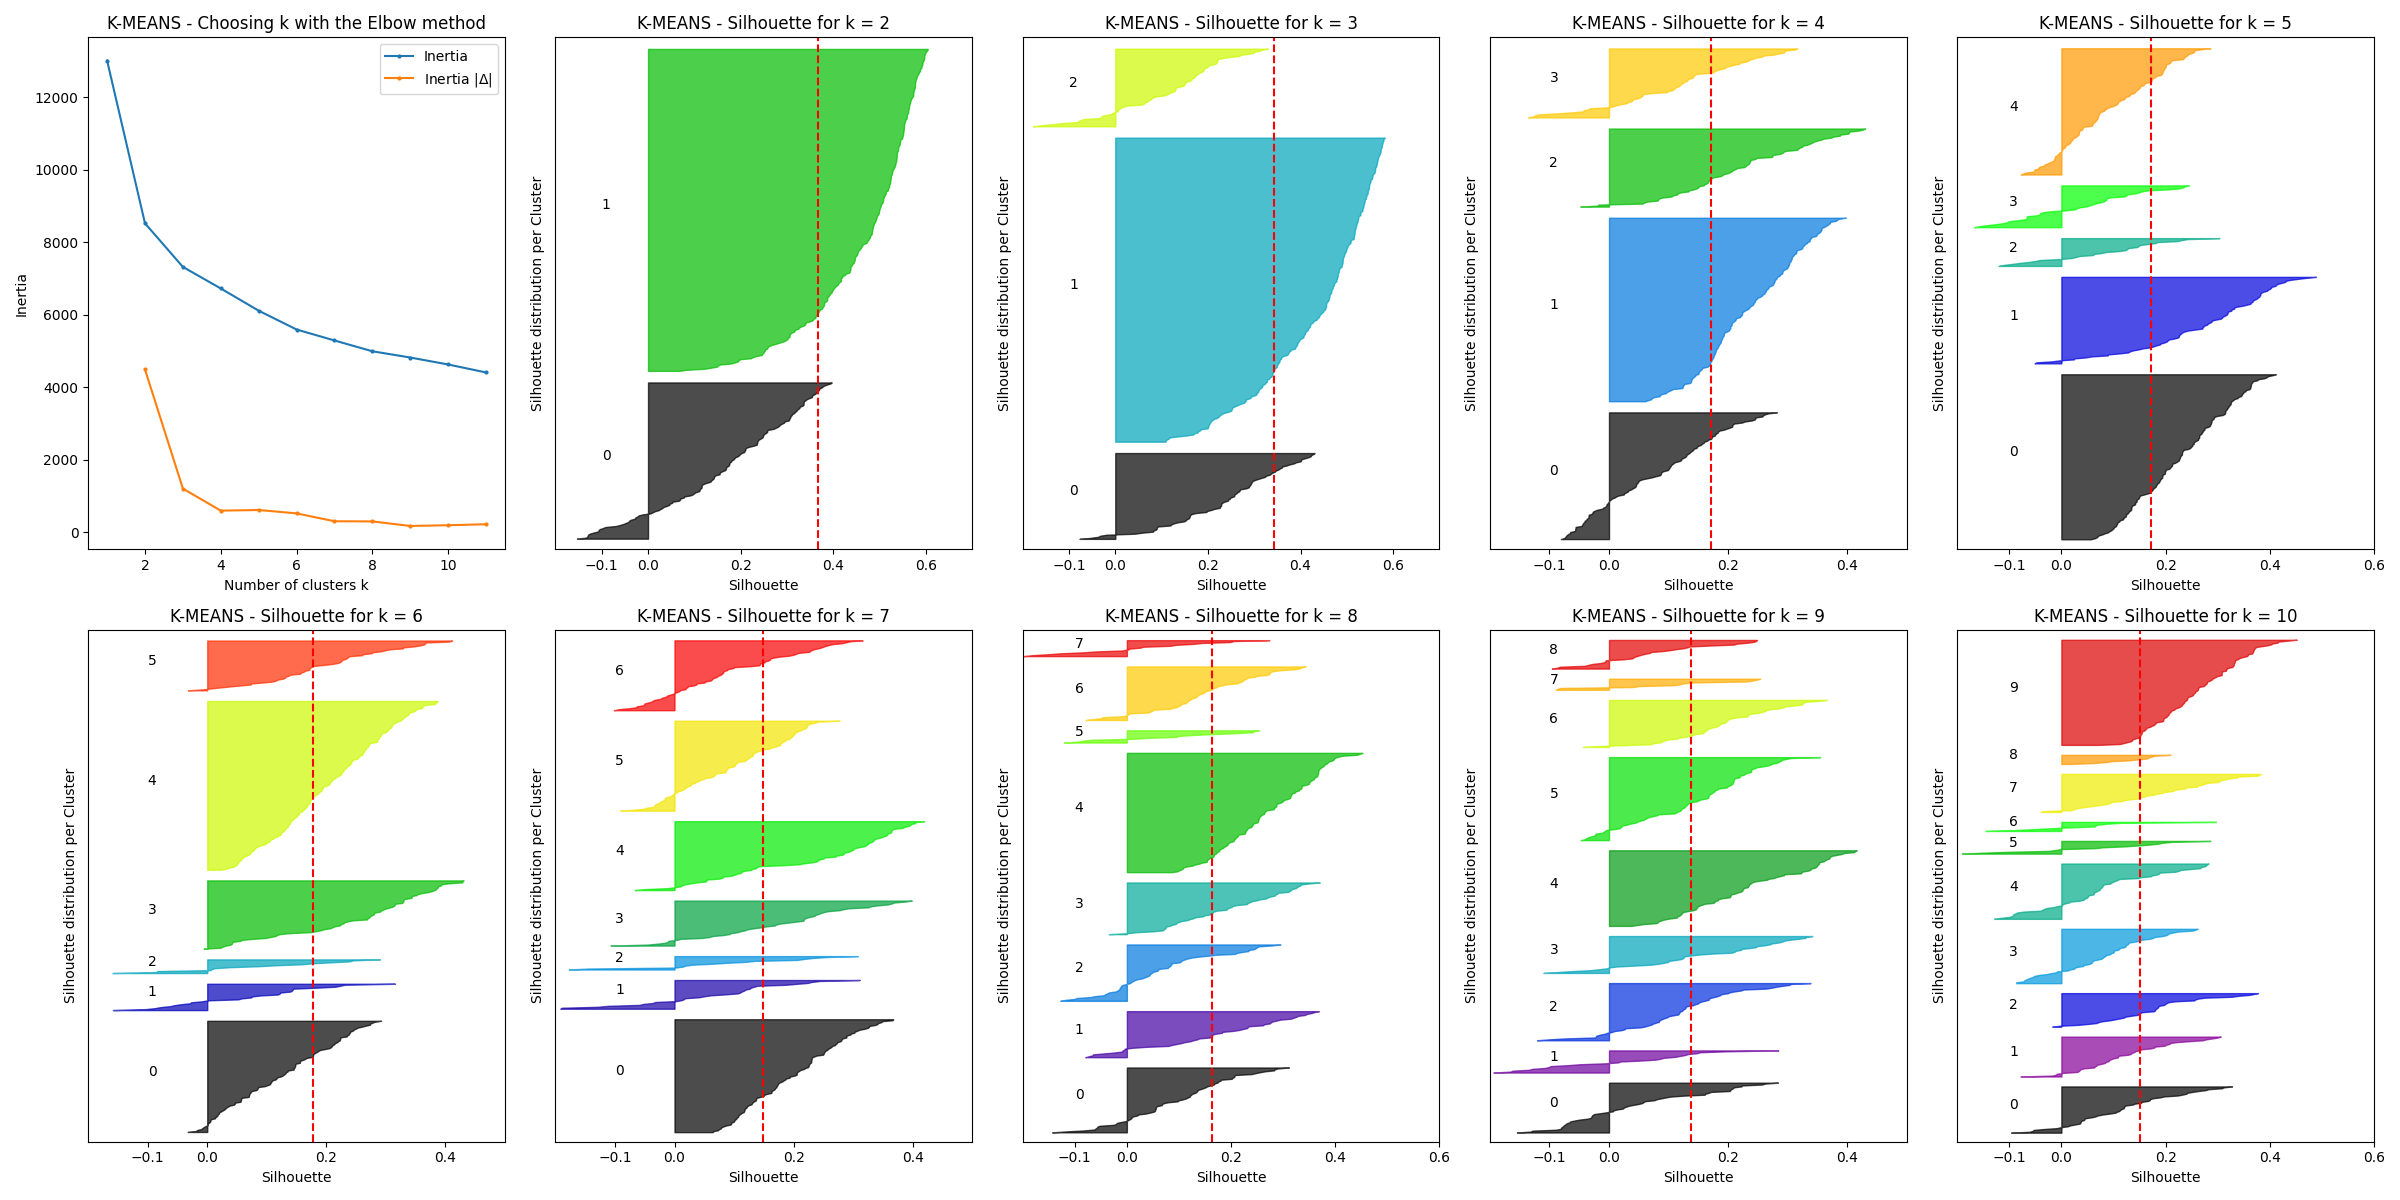 K-MEANS - Choosing k with the Elbow method
Inertia
Inertia |Δ|
12000
10000
8000
6000
4000
2000
0
Inertia
2 4 6 8 10
Number of clusters k
K-MEANS - Silhouette for k = 2
1
0
Silhouette distribution per Cluster
−0.1 0.0 0.2 0.4 0.6
Silhouette
K-MEANS - Silhouette for k = 3
2
1
0
Silhouette distribution per Cluster
−0.1 0.0 0.2 0.4 0.6
Silhouette
K-MEANS - Silhouette for k = 4
3
2
1
0
Silhouette distribution per Cluster
−0.1 0.0 0.2 0.4
Silhouette
K-MEANS - Silhouette for k = 5
4
3
2
1
0
Silhouette distribution per Cluster
−0.1 0.0 0.2 0.4 0.6
Silhouette
K-MEANS - Silhouette for k = 6
5
4
3
2
1
0
Silhouette distribution per Cluster
−0.1 0.0 0.2 0.4
Silhouette
K-MEANS - Silhouette for k = 7
6
5
4
3
2
1
0
Silhouette distribution per Cluster
−0.1 0.0 0.2 0.4
Silhouette
K-MEANS - Silhouette for k = 8
7
6
5
4
3
2
1
0
Silhouette distribution per Cluster
−0.1 0.0 0.2 0.4 0.6
Silhouette
K-MEANS - Silhouette for k = 9
8
7
6
5
4
3
2
1
0
Silhouette distribution per Cluster
−0.1 0.0 0.2 0.4
Silhouette
K-MEANS - Silhouette for k = 10
9
8
7
6
5
4
3
2
1
0
Silhouette distribution per Cluster
−0.1 0.0 0.2 0.4 0.6
Silhouette